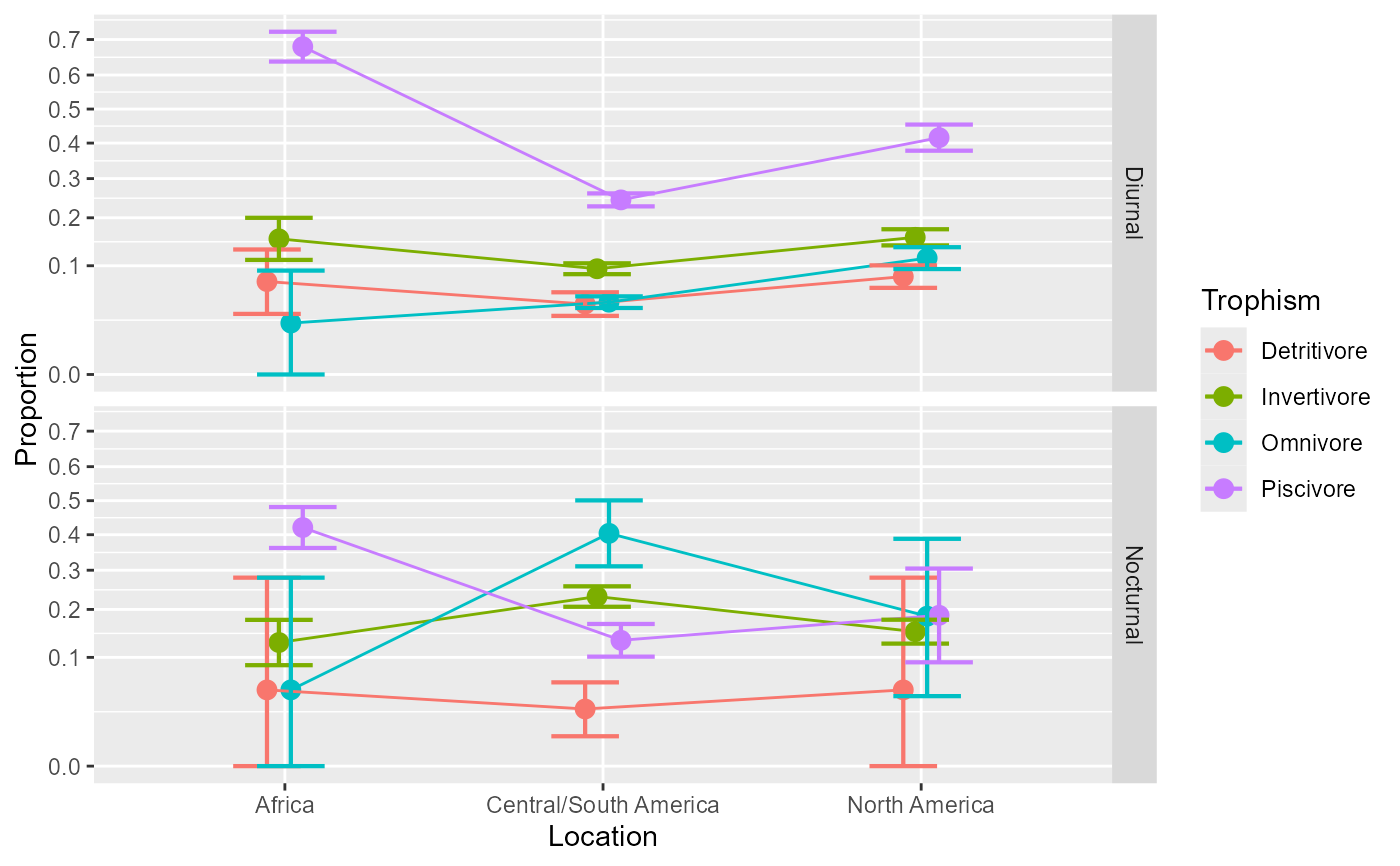 Proportion
0.7
0.6
0.5
0.4
0.3
0.2
0.1
0.0
Diurnal
0.7
0.6
0.5
0.4
0.3
0.2
0.1
0.0
Nocturnal
Africa
Central/South America
North America
Location
Trophism
Detritivore
Invertivore
Omnivore
Piscivore